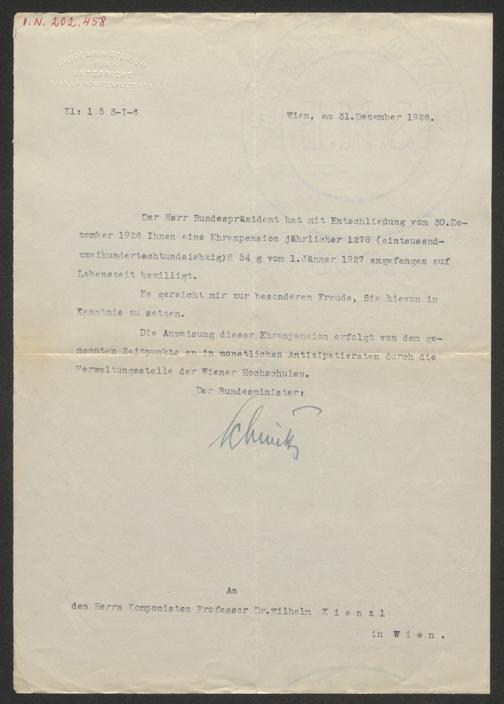 I.N. 202.458
BUNDESMINISTERIUM
FÜR
UNTERRICHT
Zl: 1 5 3-I-6
Wien, am 31.Dezember 1926.
Der Herr Bundespräsident hat mit Entschließung vom 30.De-
zember 1926 Ihnen eine Ehrenpension jährlicher 1278 (eintausend-
zweihundertachtundsiebzig)S 54 g vom 1.Jänner 1927 angefangen auf
Lebenszeit bewilligt.
Es gereicht mir zur besonderen Freude, Sie hievon in
Kenntnis zu setzen.
Die Anweisung dieser Ehrenpension erfolgt von dem ge-
nannten Zeitpunkte an in monatlichen Antizipativraten durch die
Verwaltungsstelle der Wiener Hochschulen.
Der Bundesminister:
Schmitz
An
den Herrn Komponisten Professor Dr.Wilhelm K i e n z l
in W i e n .